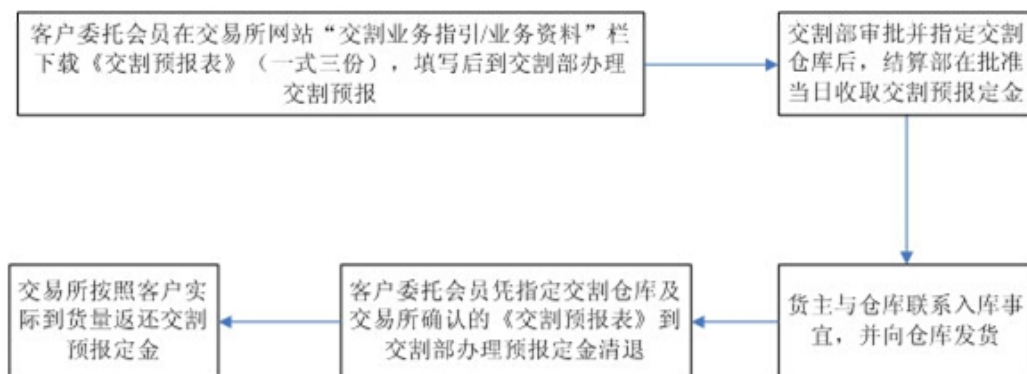 客户委托会员在交易所网站“交割业务指引/业务资料”栏
下载《交割预报表》（一式三份），填写后到交割部办理
交割预报
交割部审批并指定交割
仓库后，结算部在批准
当日收取交割预报定金
货主与仓库联系入库事
宜，并向仓库发货
客户委托会员凭指定交割仓库及
交易所确认的《交割预报表》到
交割部办理预报定金清退
交易所按照客户实
际到货量返还交割
预报定金